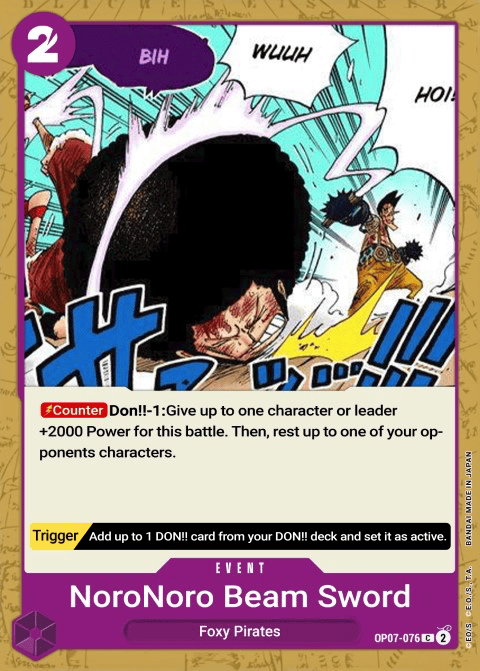 2
BIH
WUUH
HOI!
サ
Counter Don!!-1:Give up to one character or leader
+2000 Power for this battle. Then, rest up to one of your op-
ponents characters.
Trigger Add up to 1 DON!! card from your DON!! deck and set it as active.
EVENT
NoroNoro Beam Sword
Foxy Pirates
OP07-076 C 2
©E.O./S., T.A. BANDAI MADE IN JAPAN